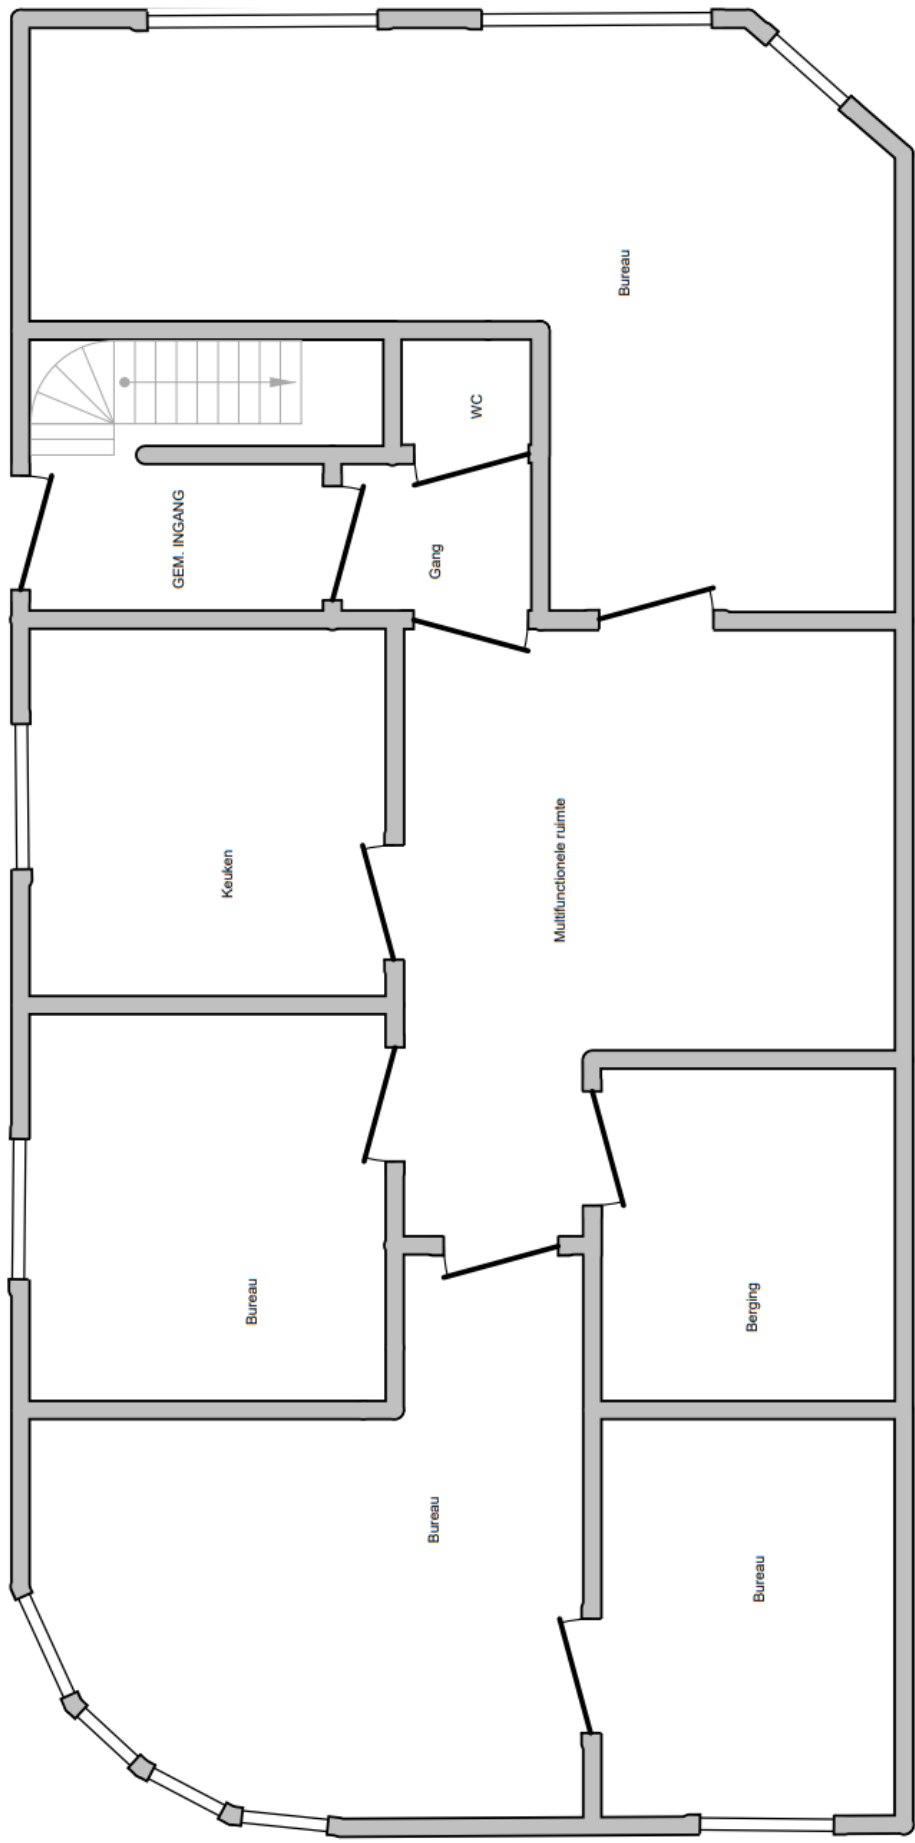 Bureau
WC
GEM. INGANG
Gang
Keuken
Multifunctionele ruimte
Bureau
Berging
Bureau
Bureau